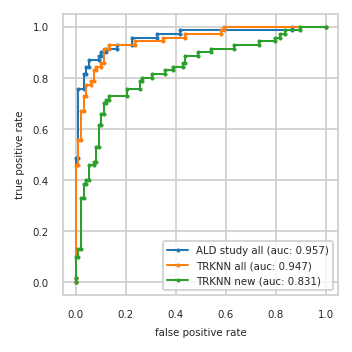 1.0
0.8
0.6
0.4
0.2
0.0
true positive rate
ALD study all (auc: 0.957)
TRKNN all (auc: 0.947)
TRKNN new (auc: 0.831)
0.0 0.2 0.4 0.6 0.8 1.0
false positive rate